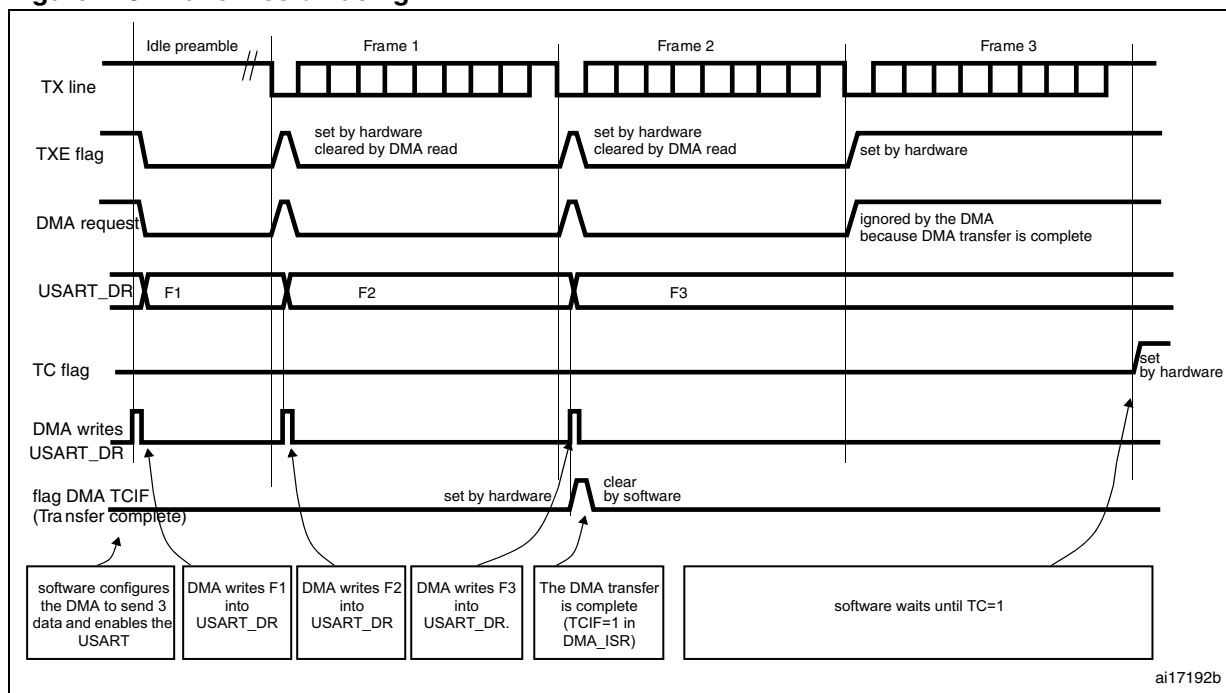 Idle preamble
Frame 1
Frame 2
Frame 3
TX line
TXE flag
set by hardware
cleared by DMA read
set by hardware
cleared by DMA read
set by hardware
DMA request
ignored by the DMA
because DMA transfer is complete
USART_DR
F1
F2
F3
TC flag
set
by hardware
DMA writes
USART_DR
flag DMA TCIF
(Transfer complete)
set by hardware
clear
by software
software configures
the DMA to send 3
data and enables the
USART
DMA writes F1
into
USART_DR
DMA writes F2
into
USART_DR
DMA writes F3
into
USART_DR.
The DMA transfer
is complete
(TCIF=1 in
DMA_ISR)
software waits until TC=1
ai17192b